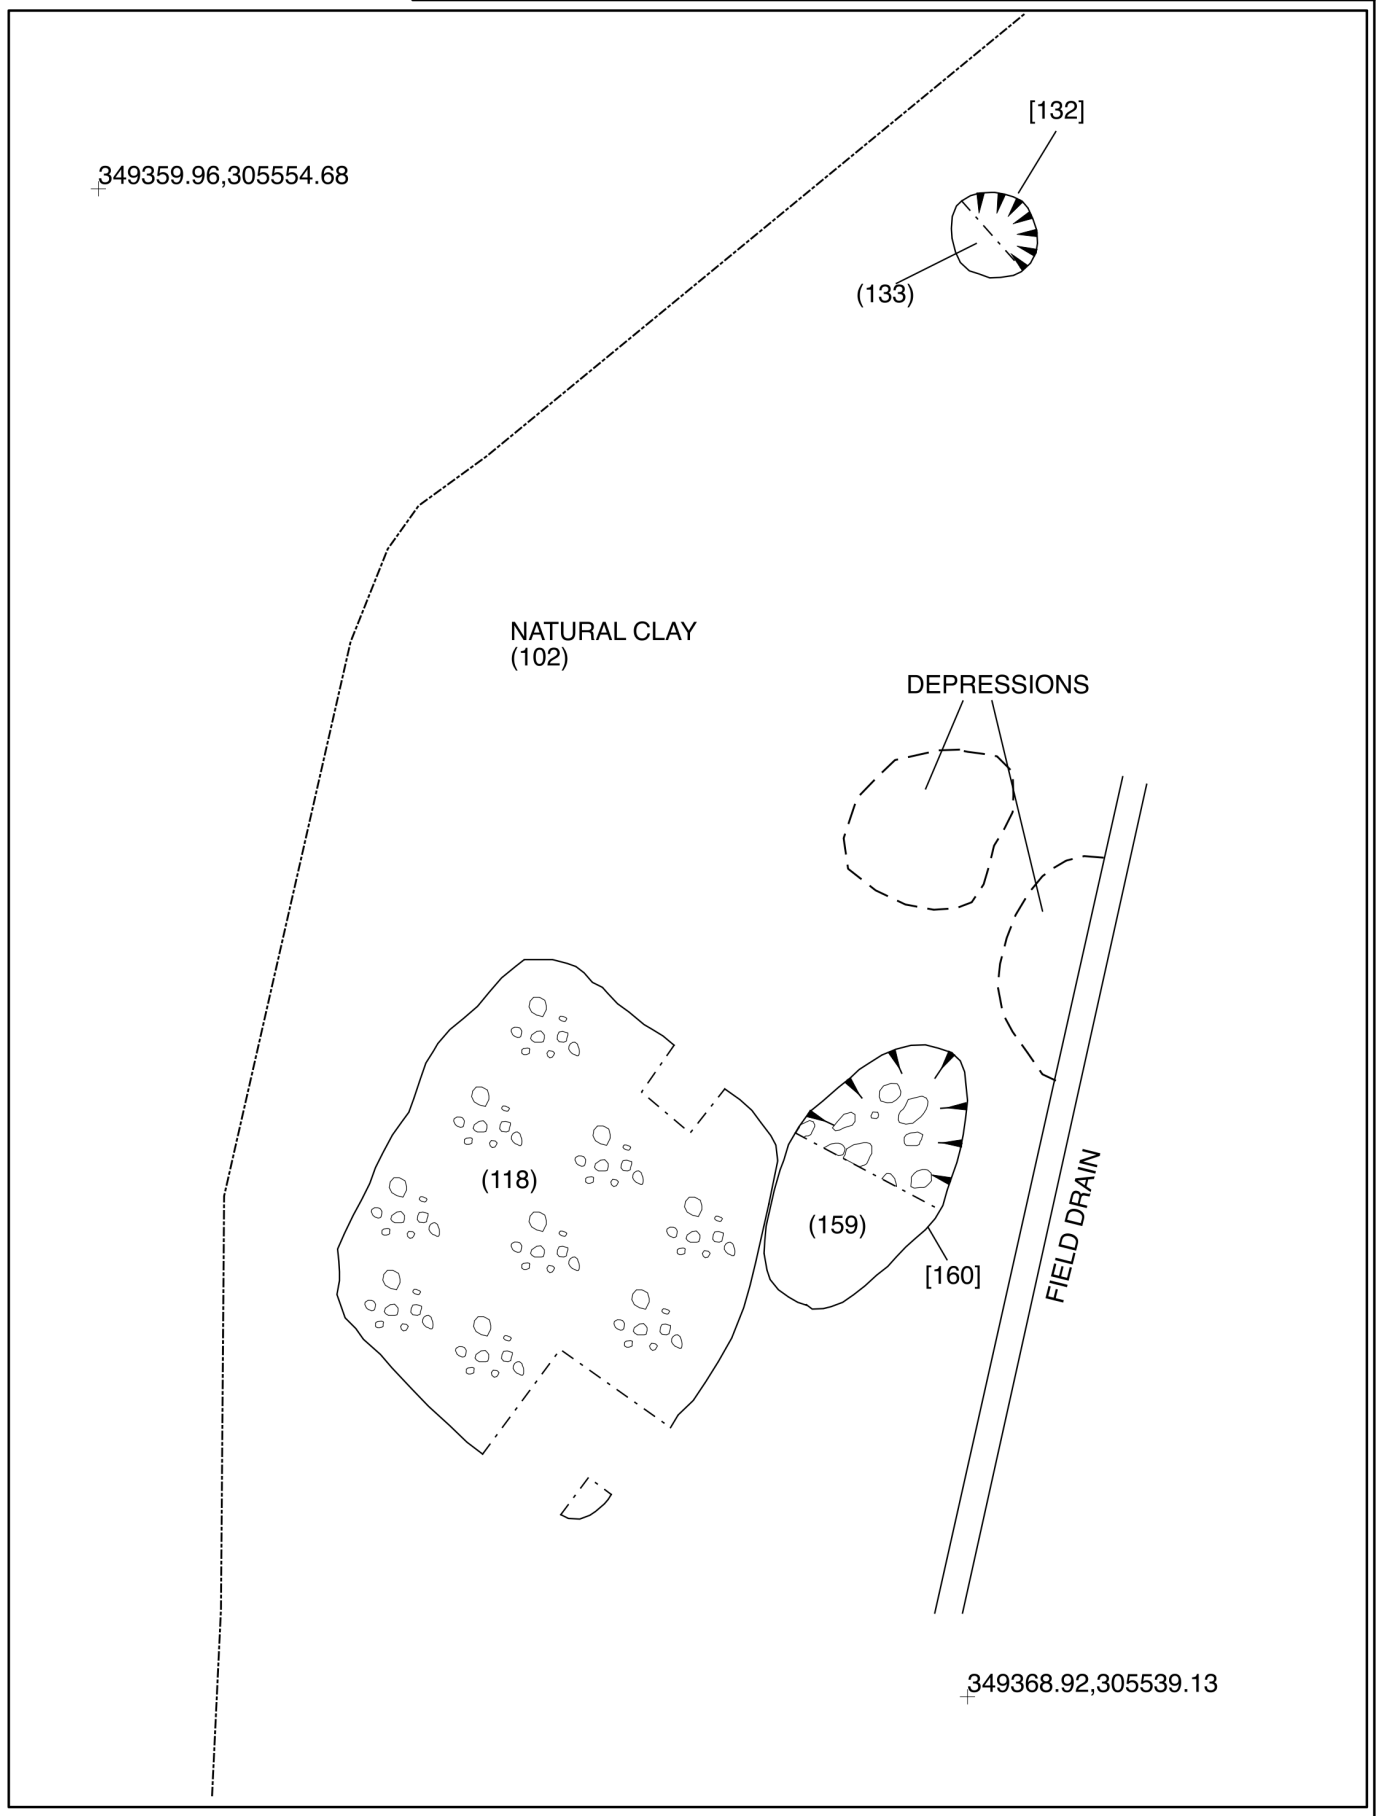 [132]
349359.96,305554.68
(133)
NATURAL CLAY
(102)
DEPRESSIONS
(118)
(159)
[160]
FIELD DRAIN
349368.92,305539.13